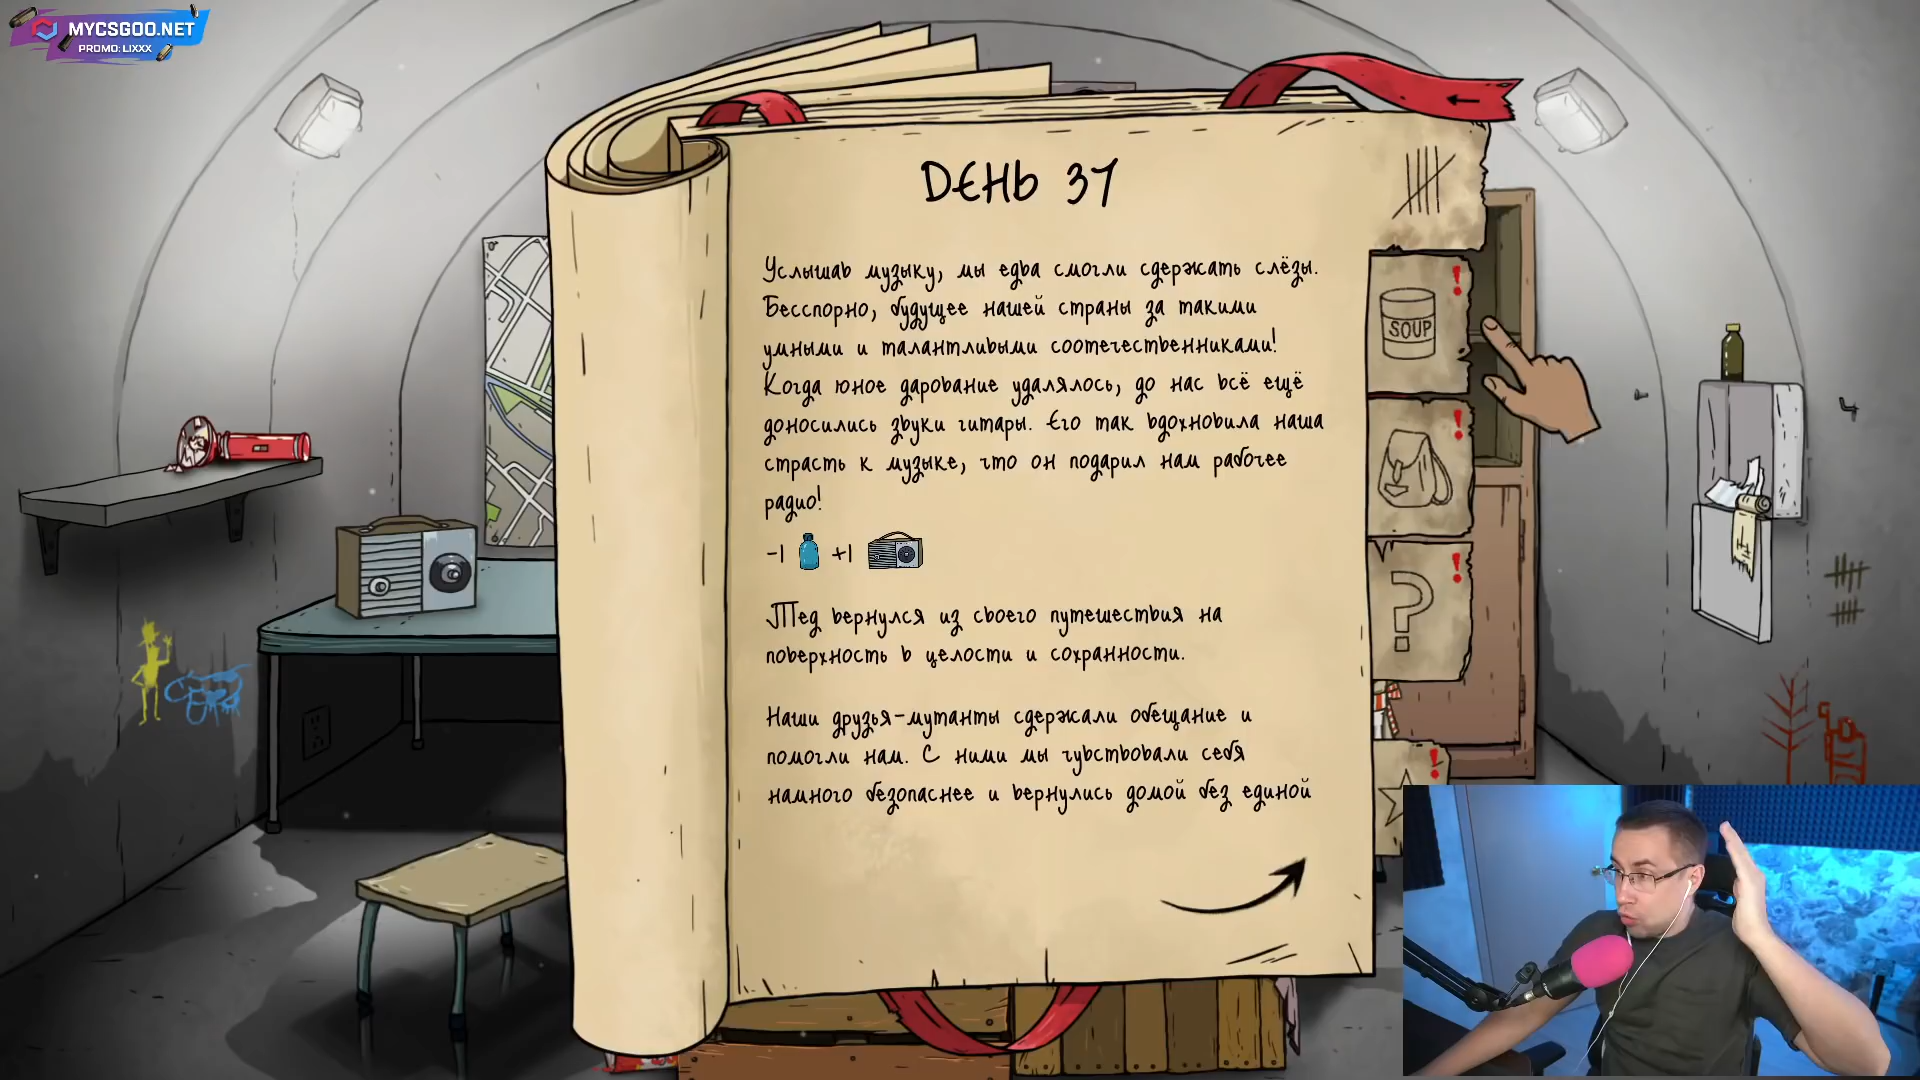 MYCSGOO.NET
PROMO: LIXXX
ДЕНЬ 37
Услышав музыку, мы едва смогли сдержать слёзы.
Бесспорно, будущее нашей страны за такими
умными и талантливыми соотечественниками!
Когда юное дарование удалялось, до нас всё ещё
доносились звуки гитары. Его так вдохновила наша
страсть к музыке, что он подарил нам рабочее
радио!
-1 +1
Тед вернулся из своего путешествия на
поверхность в целости и сохранности.
Наши друзья-мутанты сдержали обещание и
помогли нам. С ними мы чувствовали себя
намного безопаснее и вернулись домой без единой
!
SOUP
!
!
?
!